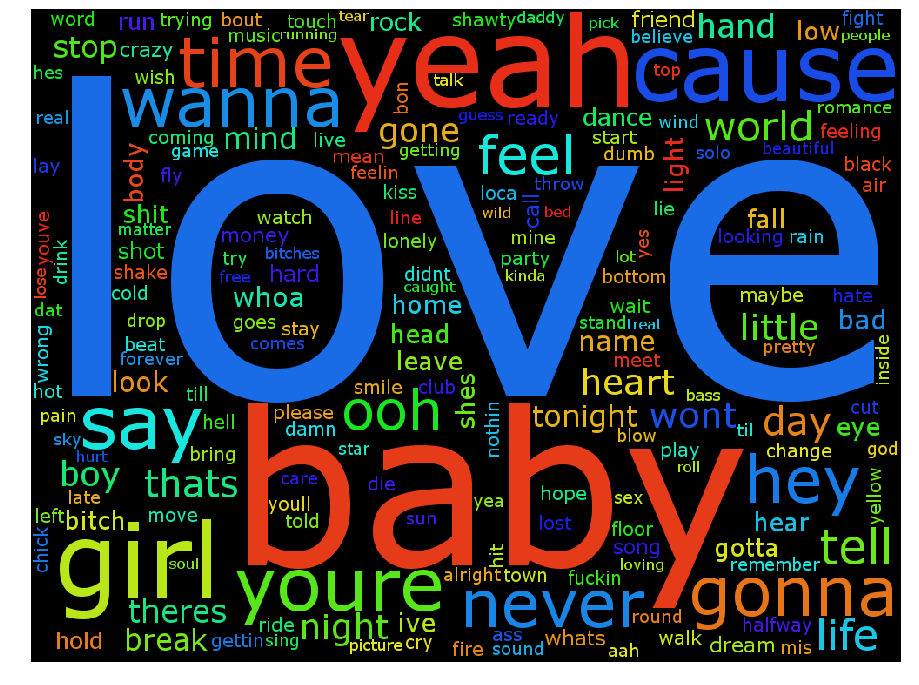 word run trying bout touch tear rock shawty daddy pick friend hand low fight
stop crazy time music running yeah believe cause people
hes wish wanna talk top romance
real coming mind live bon gone guess ready dance wind world feeling
game mean getting feel start solo beautiful
lay body fly feelin dumb light black
love
kiss loca throw air
shit watch line wild call bed lie fall
matter money lonely mine yes looking rain
youve drink shot try bitches didnt party lot
lose shake free hard caught kinda bottom
dat cold whoa home wait maybe hate
wrong drop goes stay head stand treat little bad
beat comes name pretty
forever leave meet inside
hot look till smile club shes heart bass
pain say please ooh nothin tonight wont day cut
sky hell damn blow til eye
hurt bring star play change god
boy thats care die baby roll hey yellow
late youll yea hope sex
left bitch move told sun lost floor hear
chick girl soul hit song gotta tell
youre alright town fuckin loving remember gonna
theres ride night ive never round halfway life
hold break gettin sing picture cry fire ass sound whats aah walk dream mis